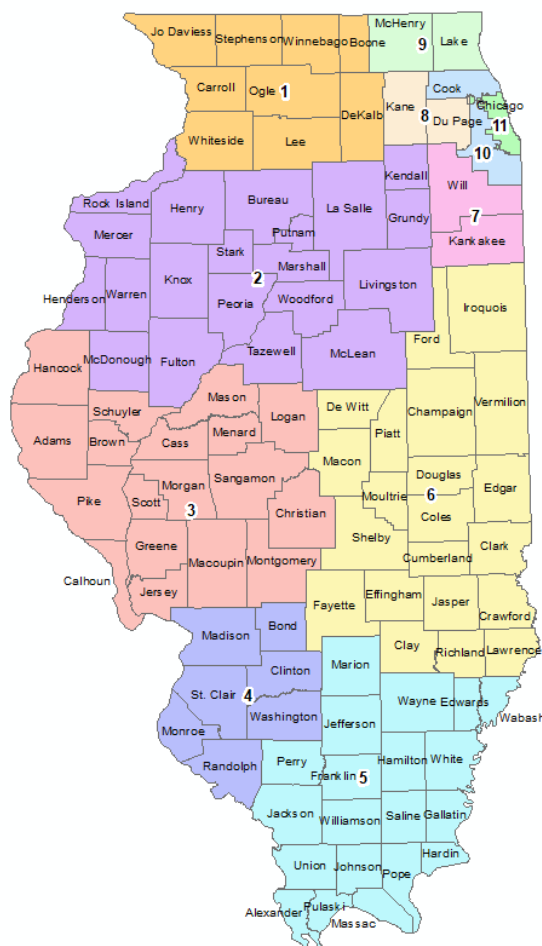 Jo Daviess
Stephenson
Winnebago
Boone
McHenry
9
Lake
Carroll
Ogle
1
DeKalb
Kane
8
Cook
Du Page
Chicago
11
10
Whiteside
Lee
Kendall
Will
7
Kankakee
Rock Island
Henry
Bureau
La Salle
Grundy
Putnam
Mercer
Stark
2
Marshall
Knox
Peoria
Woodford
Livingston
Henderson
Warren
Iroquois
Ford
Hancock
McDonough
Fulton
Tazewell
McLean
Mason
Logan
Schuyler
De Witt
Champaign
Vermilion
Adams
Brown
Cass
Menard
Piatt
Macon
Morgan
Sangamon
Douglas
6
Edgar
Pike
Scott
3
Christian
Moultrie
Coles
Shelby
Greene
Macoupin
Montgomery
Cumberland
Clark
Calhoun
Jersey
Fayette
Effingham
Jasper
Crawford
Madison
Bond
Clay
Richland
Lawrence
Clinton
Marion
St. Clair
4
Wayne
Edwards
Wabash
Washington
Jefferson
Monroe
Randolph
Perry
Franklin
5
Hamilton
White
Jackson
Williamson
Saline
Gallatin
Union
Johnson
Pope
Hardin
Alexander
Pulaski
Massac